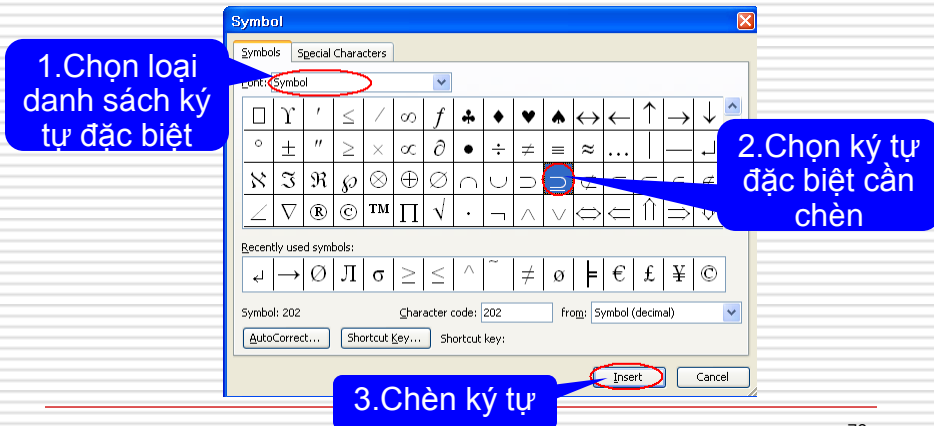 Symbol
Symbols Special Characters
1.Chọn loại
danh sách ký
tự đặc biệt
Font: Symbol
□ ϒ ′ ≤ ⁄ ∞ ƒ ♣ ♦ ♥ ♠ ↔ ← ↑ → ↓
° ± ″ ≥ × ∝ ∂ • ÷ ≠ ≡ ≈ … | — ↵
ℵ ℑ ℜ ℘ ⊗ ⊕ ∅ ∩ ∪ ⊃ ⊇
∠ ∇ ® © ™ ∏ √ ⋅ ¬ ∧ ∨ ⇔ ⇐ ⇑ ⇒ ⇓
2.Chọn ký tự
đặc biệt cần
chèn
Recently used symbols:
↵ → Ø Л σ ≥ ≤ ^ ~ ≠ ø ╞ € £ ¥ ©
Symbol: 202 Character code: 202 from: Symbol (decimal)
AutoCorrect... Shortcut Key... Shortcut key:
Insert Cancel
3.Chèn ký tự